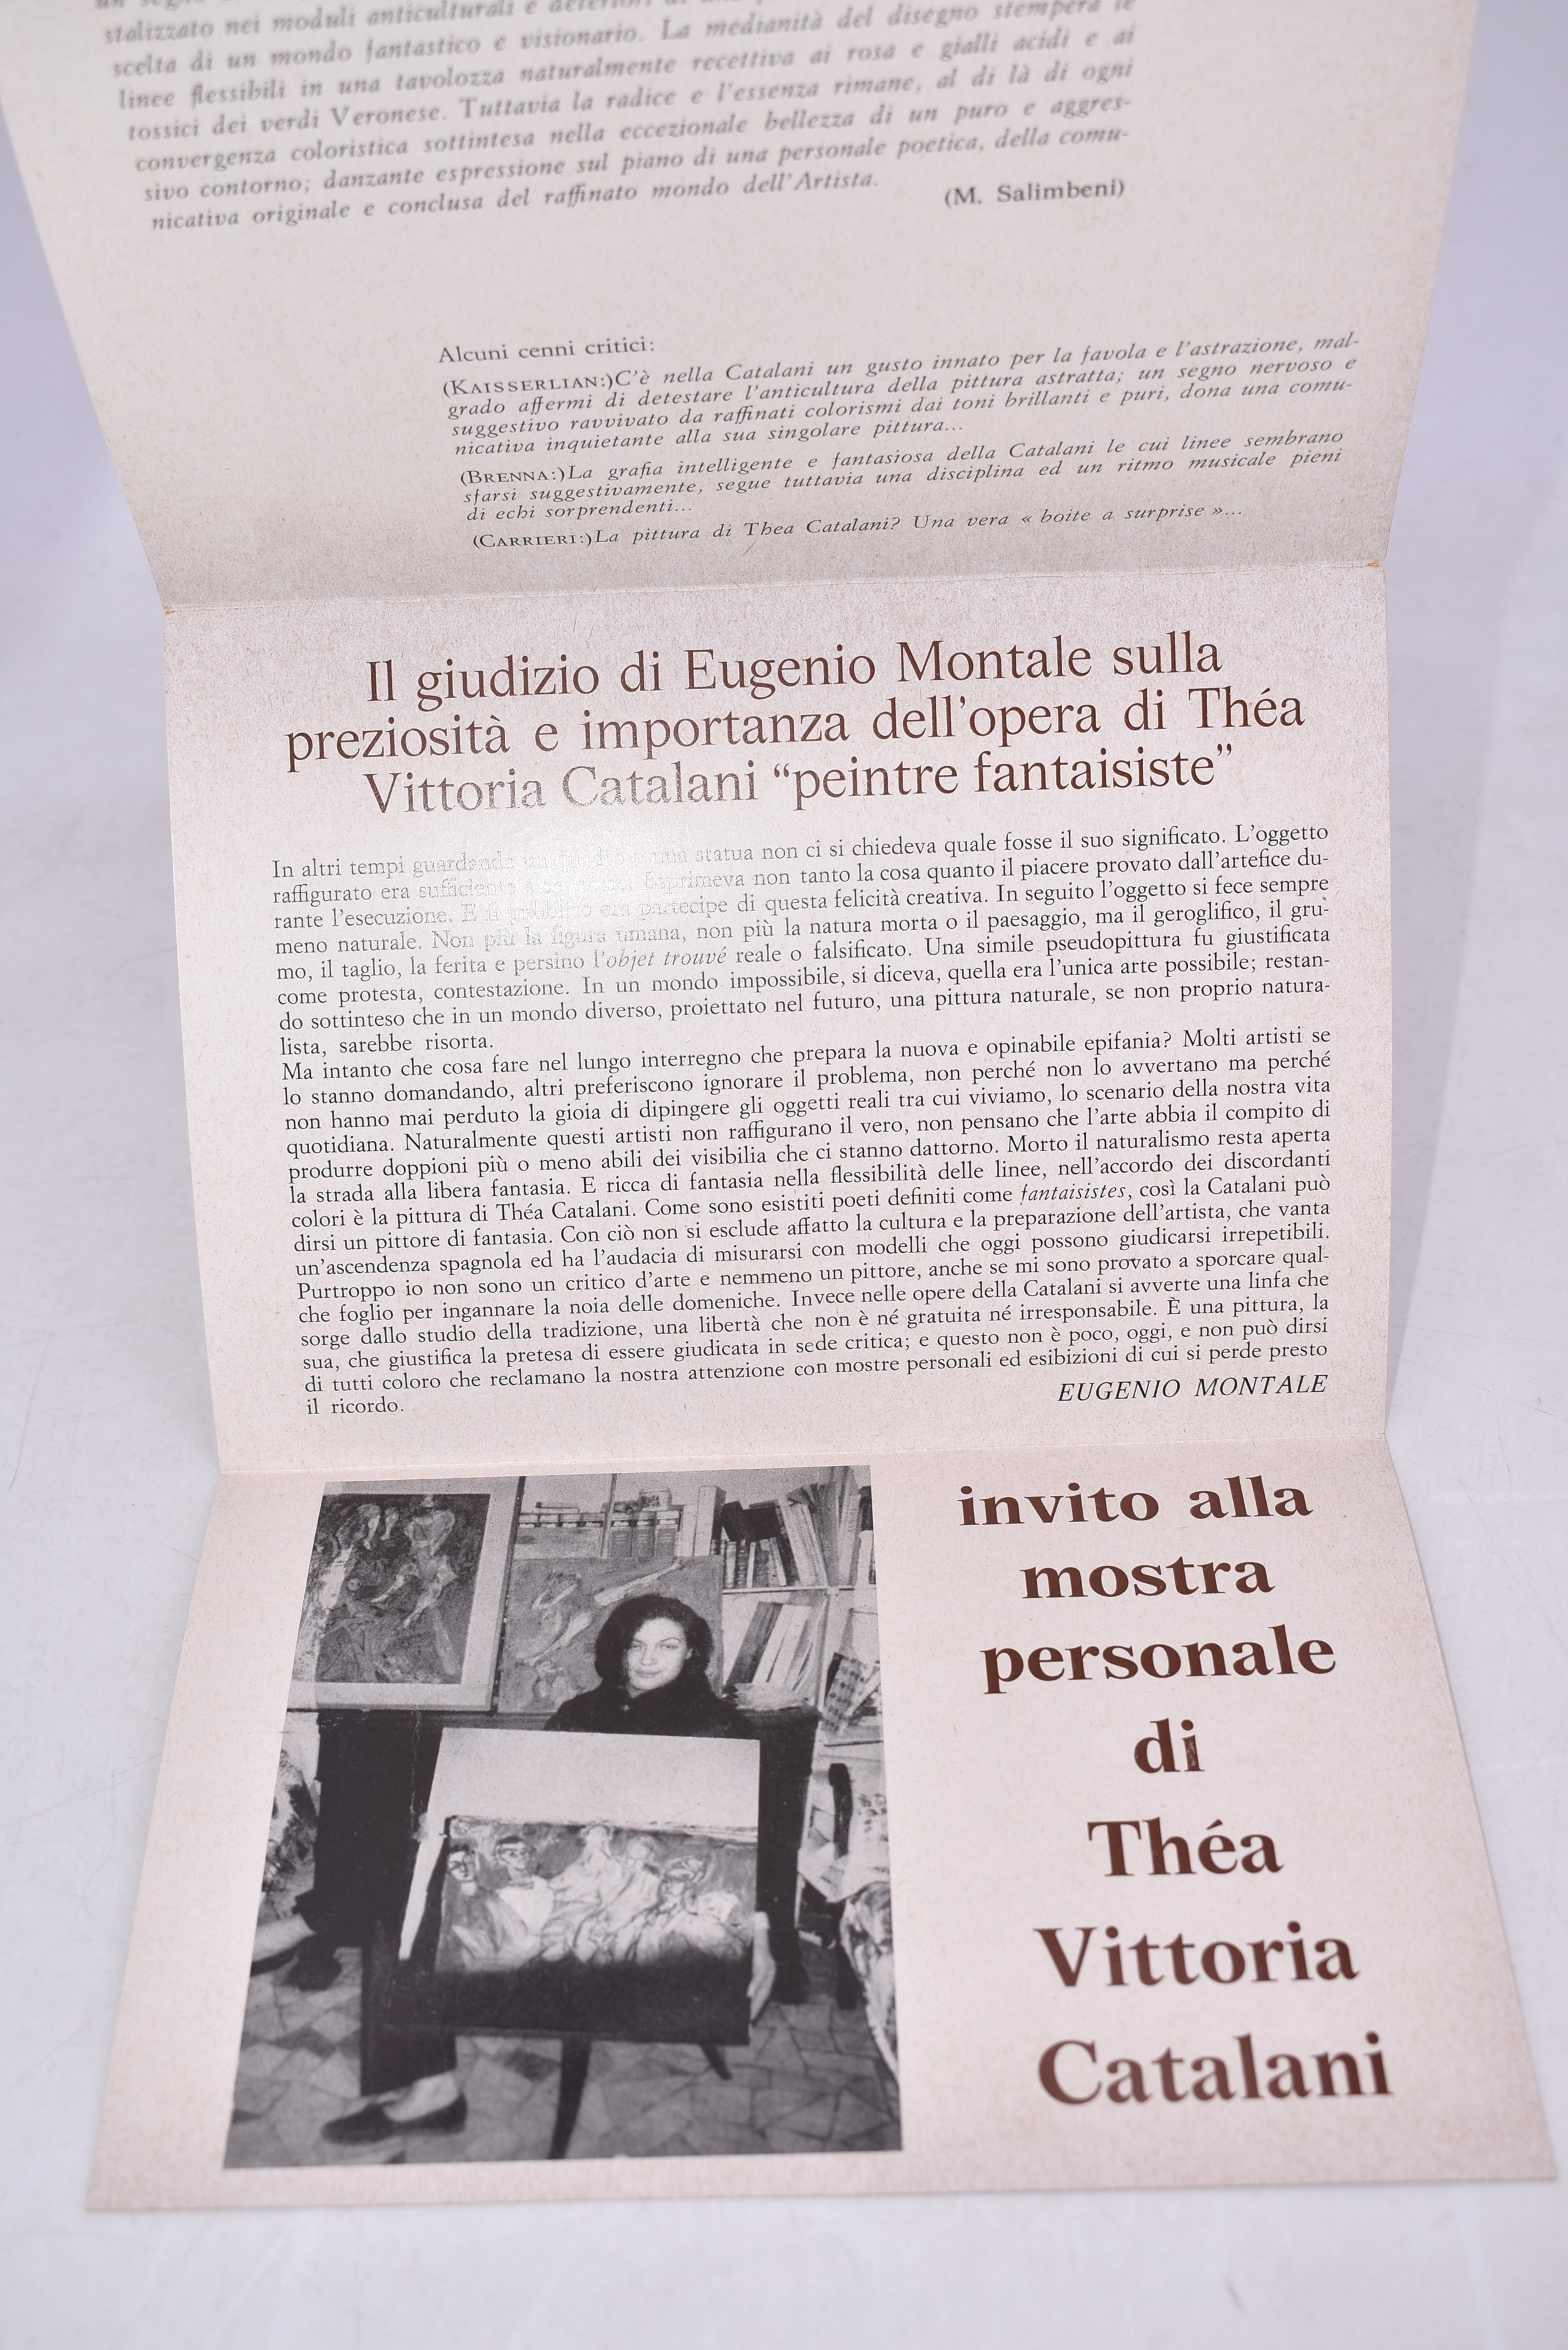 stalizzato nei moduli anticulturali e deteriori di una
scelta di un mondo fantastico e visionario. La medianità del disegno stempera le
linee flessibili in una tavolozza naturalmente recettiva ai rosa e gialli acidi e ai
tossici dei verdi Veronese. Tuttavia la radice e l'essenza rimane, al di là di ogni
convergenza coloristica sottintesa nella eccezionale bellezza di un puro e aggres-
sivo contorno; danzante espressione sul piano di una personale poetica, della comu-
nicativa originale e conclusa del raffinato mondo dell'Artista.
(M. Salimbeni)
Alcuni cenni critici:
(KAISSERLIAN:)C'è nella Catalani un gusto innato per la favola e l'astrazione, mal-
grado affermi di detestare l'anticultura della pittura astratta; un segno nervoso e
suggestivo ravvivato da raffinati colorismi dai toni brillanti e puri, dona una comu-
nicativa inquietante alla sua singolare pittura...
(BRENNA:)La grafia intelligente e fantasiosa della Catalani le cui linee sembrano
sfarsi suggestivamente, segue tuttavia una disciplina ed un ritmo musicale pieni
di echi sorprendenti...
(CARRIERI:)La pittura di Thea Catalani? Una vera « boite a surprise »...
Il giudizio di Eugenio Montale sulla
preziosità e importanza dell'opera di Théa
Vittoria Catalani “peintre fantaisiste”
In altri tempi guardando un statua non ci si chiedeva quale fosse il suo significato. L'oggetto
raffigurato era sufficiente a Esprimeva non tanto la cosa quanto il piacere provato dall'artefice du-
rante l'esecuzione. E il pubblico era partecipe di questa felicità creativa. In seguito l'oggetto si fece sempre
meno naturale. Non più la figura umana, non più la natura morta o il paesaggio, ma il geroglifico, il gru-
mo, il taglio, la ferita e persino l'objet trouvé reale o falsificato. Una simile pseudopittura fu giustificata
come protesta, contestazione. In un mondo impossibile, si diceva, quella era l'unica arte possibile; restan-
do sottinteso che in un mondo diverso, proiettato nel futuro, una pittura naturale, se non proprio natura-
lista, sarebbe risorta.
Ma intanto che cosa fare nel lungo interregno che prepara la nuova e opinabile epifania? Molti artisti se
lo stanno domandando, altri preferiscono ignorare il problema, non perché non lo avvertano ma perché
non hanno mai perduto la gioia di dipingere gli oggetti reali tra cui viviamo, lo scenario della nostra vita
quotidiana. Naturalmente questi artisti non raffigurano il vero, non pensano che l'arte abbia il compito di
produrre doppioni più o meno abili dei visibilia che ci stanno dattorno. Morto il naturalismo resta aperta
la strada alla libera fantasia. E ricca di fantasia nella flessibilità delle linee, nell'accordo dei discordanti
colori è la pittura di Théa Catalani. Come sono esistiti poeti definiti come fantaisistes, così la Catalani può
dirsi un pittore di fantasia. Con ciò non si esclude affatto la cultura e la preparazione dell'artista, che vanta
un'ascendenza spagnola ed ha l'audacia di misurarsi con modelli che oggi possono giudicarsi irrepetibili.
Purtroppo io non sono un critico d'arte e nemmeno un pittore, anche se mi sono provato a sporcare qual-
che foglio per ingannare la noia delle domeniche. Invece nelle opere della Catalani si avverte una linfa che
sorge dallo studio della tradizione, una libertà che non è né gratuita né irresponsabile. È una pittura, la
sua, che giustifica la pretesa di essere giudicata in sede critica; e questo non è poco, oggi, e non può dirsi
di tutti coloro che reclamano la nostra attenzione con mostre personali ed esibizioni di cui si perde presto
il ricordo.
EUGENIO MONTALE
invito alla
mostra
personale
di
Théa
Vittoria
Catalani